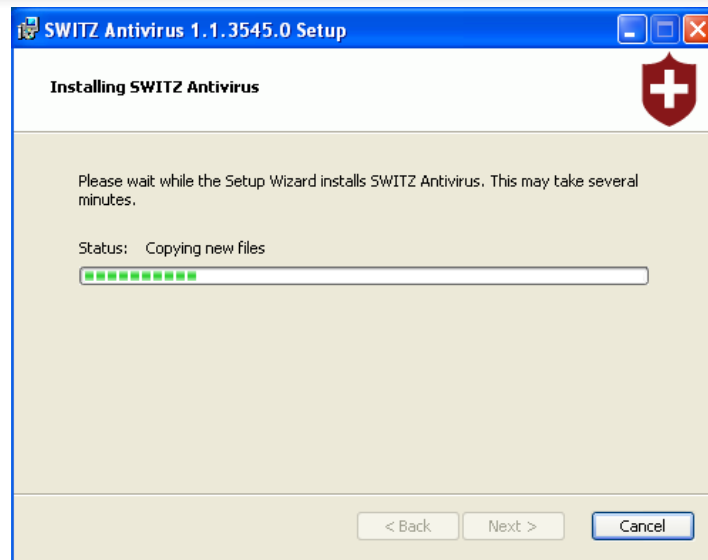 SWITZ Antivirus 1.1.3545.0 Setup
Installing SWITZ Antivirus
Please wait while the Setup Wizard installs SWITZ Antivirus. This may take several
minutes.
Status: Copying new files
< Back Next > Cancel